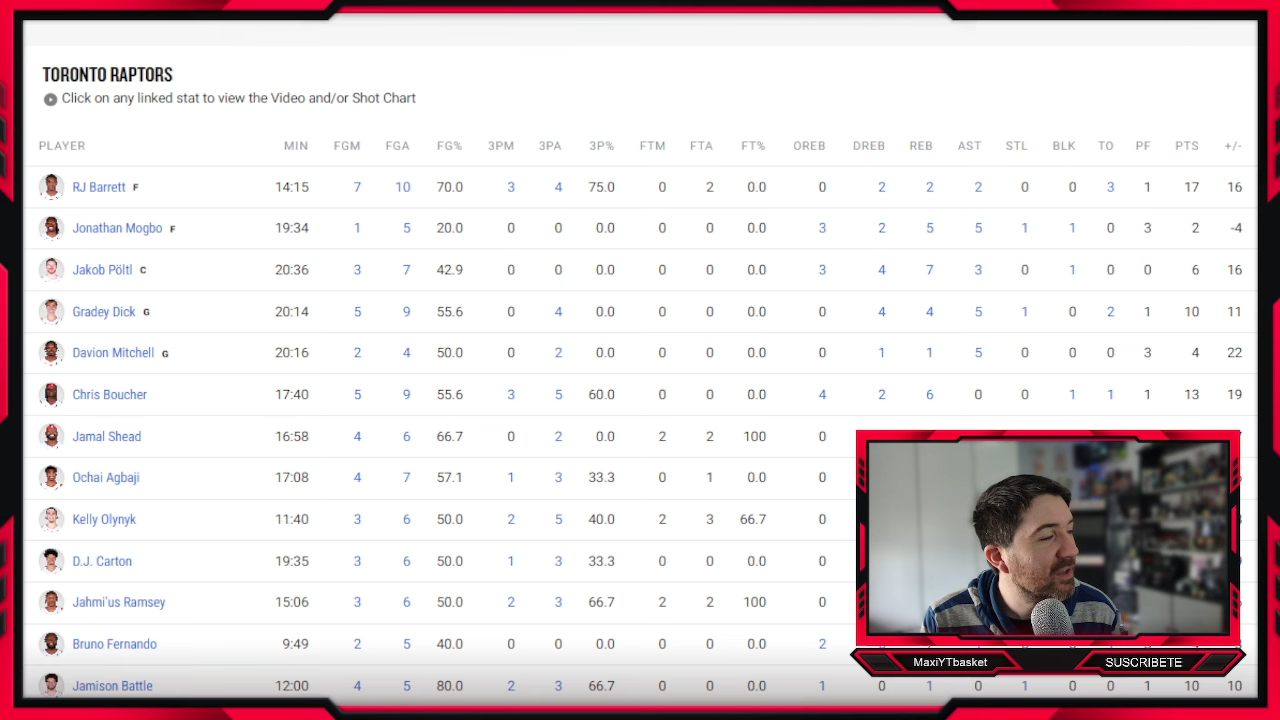 TORONTO RAPTORS
Click on any linked stat to view the Video and/or Shot Chart
PLAYER MIN FGM FGA FG% 3PM 3PA 3P% FTM FTA FT% OREB DREB REB AST STL BLK TO PF PTS +/-
RJ Barrett F 14:15 7 10 70.0 3 4 75.0 0 2 0.0 0 2 2 2 0 0 3 1 17 16
Jonathan Mogbo F 19:34 1 5 20.0 0 0 0.0 0 0 0.0 3 2 5 5 1 1 0 3 2 -4
Jakob Pöltl C 20:36 3 7 42.9 0 0 0.0 0 0 0.0 3 4 7 3 0 1 0 0 6 16
Gradey Dick G 20:14 5 9 55.6 0 4 0.0 0 0 0.0 0 4 4 5 1 0 2 1 10 11
Davion Mitchell G 20:16 2 4 50.0 0 2 0.0 0 0 0.0 0 1 1 5 0 0 0 3 4 22
Chris Boucher 17:40 5 9 55.6 3 5 60.0 0 0 0.0 4 2 6 0 0 1 1 1 13 19
Jamal Shead 16:58 4 6 66.7 0 2 0.0 2 2 100 0
Ochai Agbaji 17:08 4 7 57.1 1 3 33.3 0 1 0.0 0
Kelly Olynyk 11:40 3 6 50.0 2 5 40.0 2 3 66.7 0
D.J. Carton 19:35 3 6 50.0 1 3 33.3 0 0 0.0 0
Jahmi'us Ramsey 15:06 3 6 50.0 2 3 66.7 2 2 100 0
Bruno Fernando 9:49 2 5 40.0 0 0 0.0 0 0 0.0 2
Jamison Battle 12:00 4 5 80.0 2 3 66.7 0 0 0.0 1 0 1 0 1 0 0 1 10 10
MaxiYTbasket
SUSCRIBETE